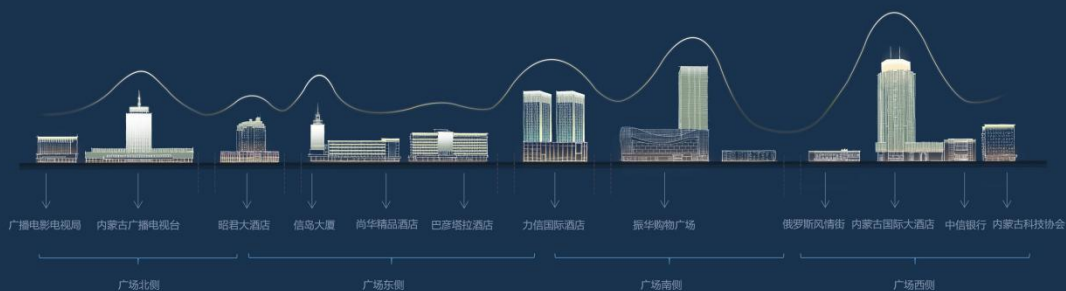 广播电影电视局 内蒙古广播电视台 昭君大酒店 信岛大厦 尚华精品酒店 巴彦塔拉酒店 力信国际酒店 振华购物广场 俄罗斯风情街 内蒙古国际大酒店 中信银行 内蒙古科技协会
广场北侧 广场东侧 广场南侧 广场西侧